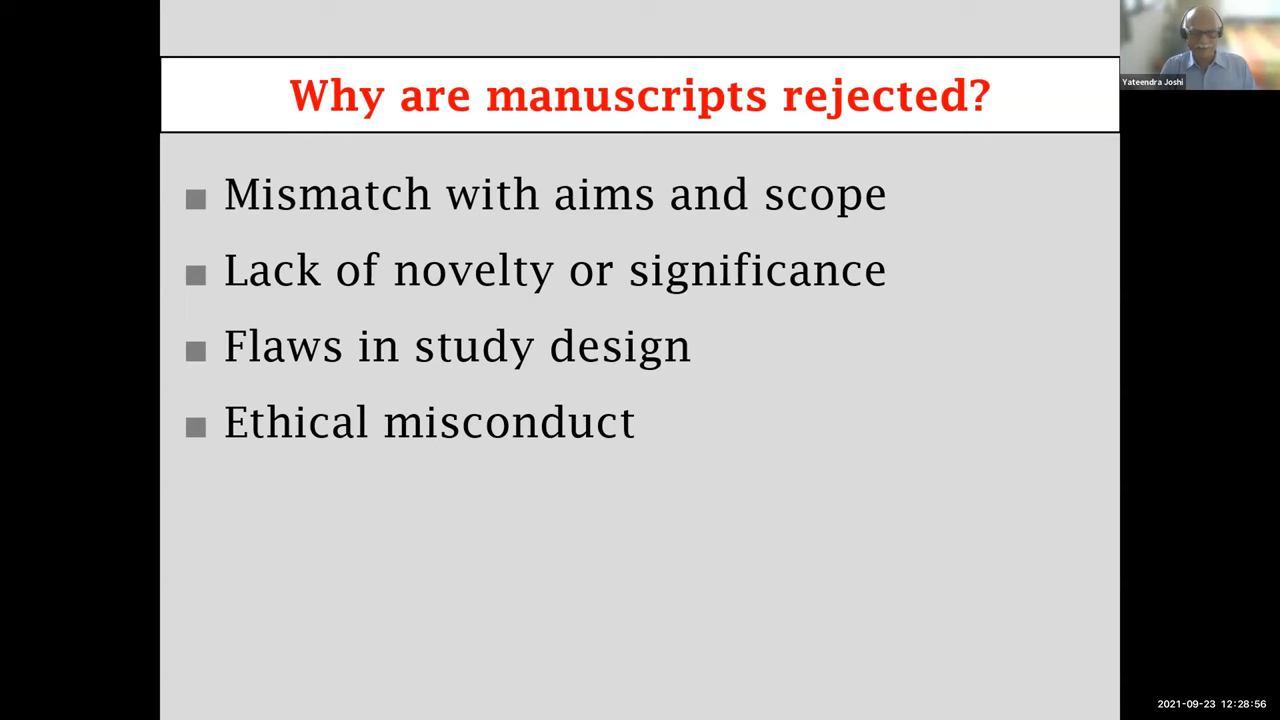 Why are manuscripts rejected?
Mismatch with aims and scope
Lack of novelty or significance
Flaws in study design
Ethical misconduct
Yateendra Joshi
2021-09-23 12:28:56